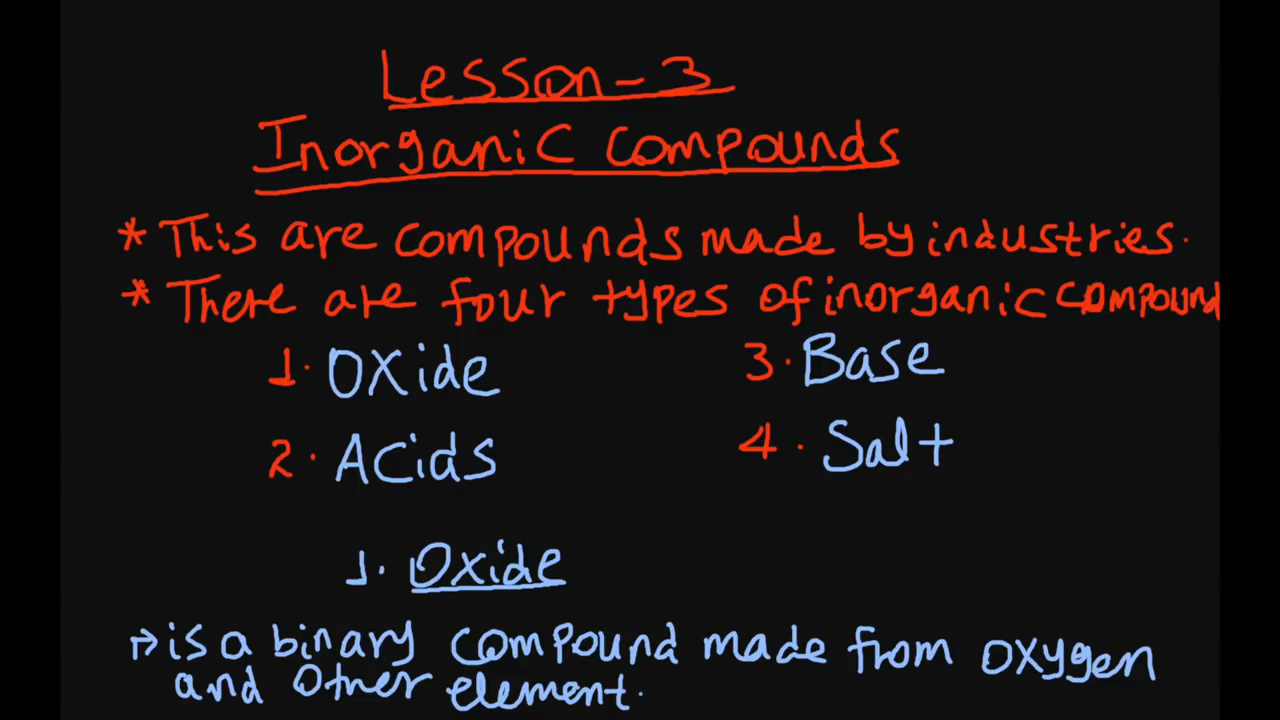 Lesson-3
Inorganic compounds
* This are compounds made by industries.
* There are four types of inorganic compound
1. Oxide 3. Base
2. Acids 4. Salt
1. Oxide
is a binary compound made from oxygen
and Other element.